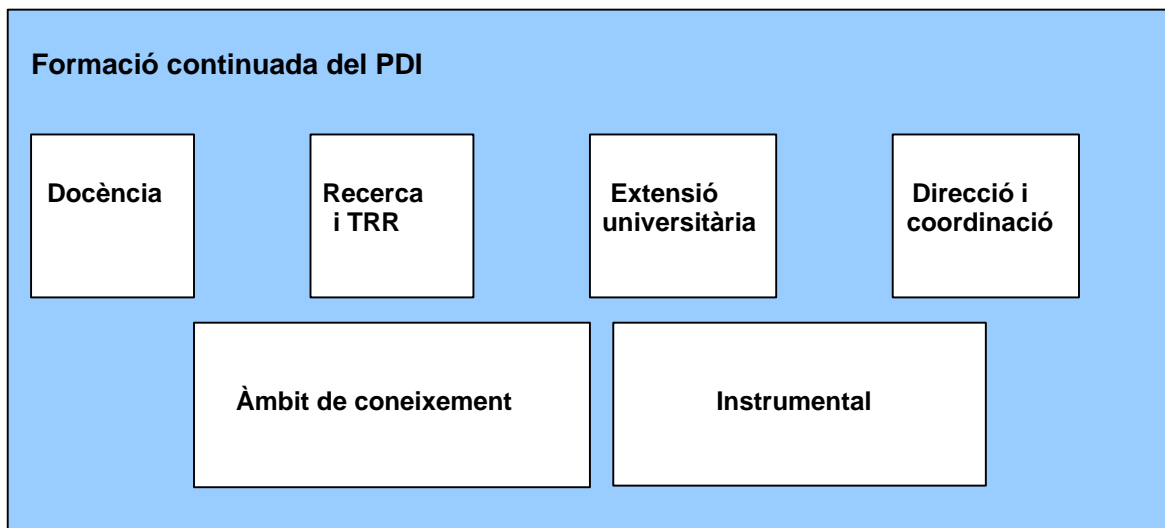 Formació continuada del PDI
Docència
Recerca
i TRR
Extensió
universitària
Direcció i
coordinació
Àmbit de coneixement
Instrumental